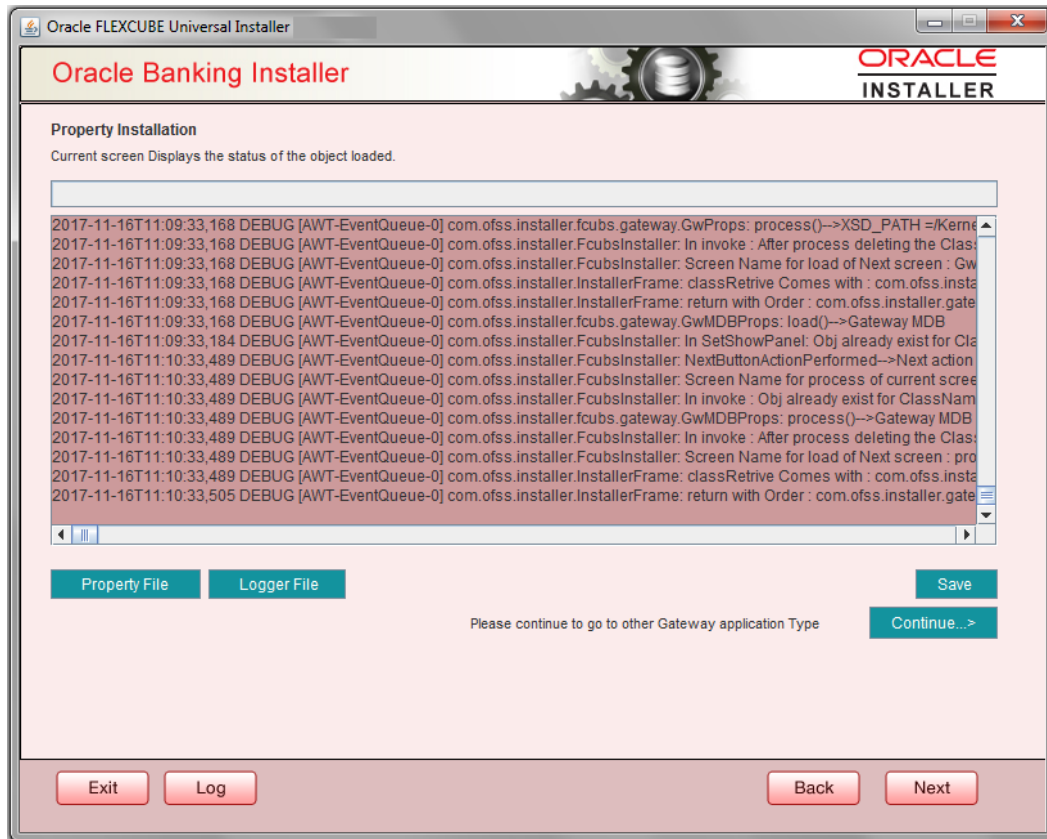 Oracle FLEXCUBE Universal Installer
Oracle Banking Installer
ORACLE
INSTALLER
Property Installation
Current screen Displays the status of the object loaded.
2017-11-16T11:09:33,168 DEBUG [AWT-EventQueue-0] com.ofss.installer.fcubs.gateway.GwProps: process()-->XSD_PATH =/Kerne
2017-11-16T11:09:33,168 DEBUG [AWT-EventQueue-0] com.ofss.installer.FcubsInstaller: In invoke : After process deleting the Clas
2017-11-16T11:09:33,168 DEBUG [AWT-EventQueue-0] com.ofss.installer.FcubsInstaller: Screen Name for load of Next screen : Gw
2017-11-16T11:09:33,168 DEBUG [AWT-EventQueue-0] com.ofss.installer.InstallerFrame: classRetrive Comes with : com.ofss.insta
2017-11-16T11:09:33,168 DEBUG [AWT-EventQueue-0] com.ofss.installer.InstallerFrame: return with Order : com.ofss.installer.gate
2017-11-16T11:09:33,168 DEBUG [AWT-EventQueue-0] com.ofss.installer.fcubs.gateway.GwMDBProps: load()-->Gateway MDB
2017-11-16T11:09:33,184 DEBUG [AWT-EventQueue-0] com.ofss.installer.FcubsInstaller: In SetShowPanel: Obj already exist for Cla
2017-11-16T11:10:33,489 DEBUG [AWT-EventQueue-0] com.ofss.installer.FcubsInstaller: NextButtonActionPerformed-->Next action
2017-11-16T11:10:33,489 DEBUG [AWT-EventQueue-0] com.ofss.installer.FcubsInstaller: Screen Name for process of current scree
2017-11-16T11:10:33,489 DEBUG [AWT-EventQueue-0] com.ofss.installer.FcubsInstaller: In invoke : Obj already exist for ClassNam
2017-11-16T11:10:33,489 DEBUG [AWT-EventQueue-0] com.ofss.installer.fcubs.gateway.GwMDBProps: process()-->Gateway MDB
2017-11-16T11:10:33,489 DEBUG [AWT-EventQueue-0] com.ofss.installer.FcubsInstaller: In invoke : After process deleting the Clas
2017-11-16T11:10:33,489 DEBUG [AWT-EventQueue-0] com.ofss.installer.FcubsInstaller: Screen Name for load of Next screen : pro
2017-11-16T11:10:33,489 DEBUG [AWT-EventQueue-0] com.ofss.installer.InstallerFrame: classRetrive Comes with : com.ofss.insta
2017-11-16T11:10:33,505 DEBUG [AWT-EventQueue-0] com.ofss.installer.InstallerFrame: return with Order : com.ofss.installer.gate
Property File Logger File Save
Please continue to go to other Gateway application Type Continue...>
Exit Log Back Next